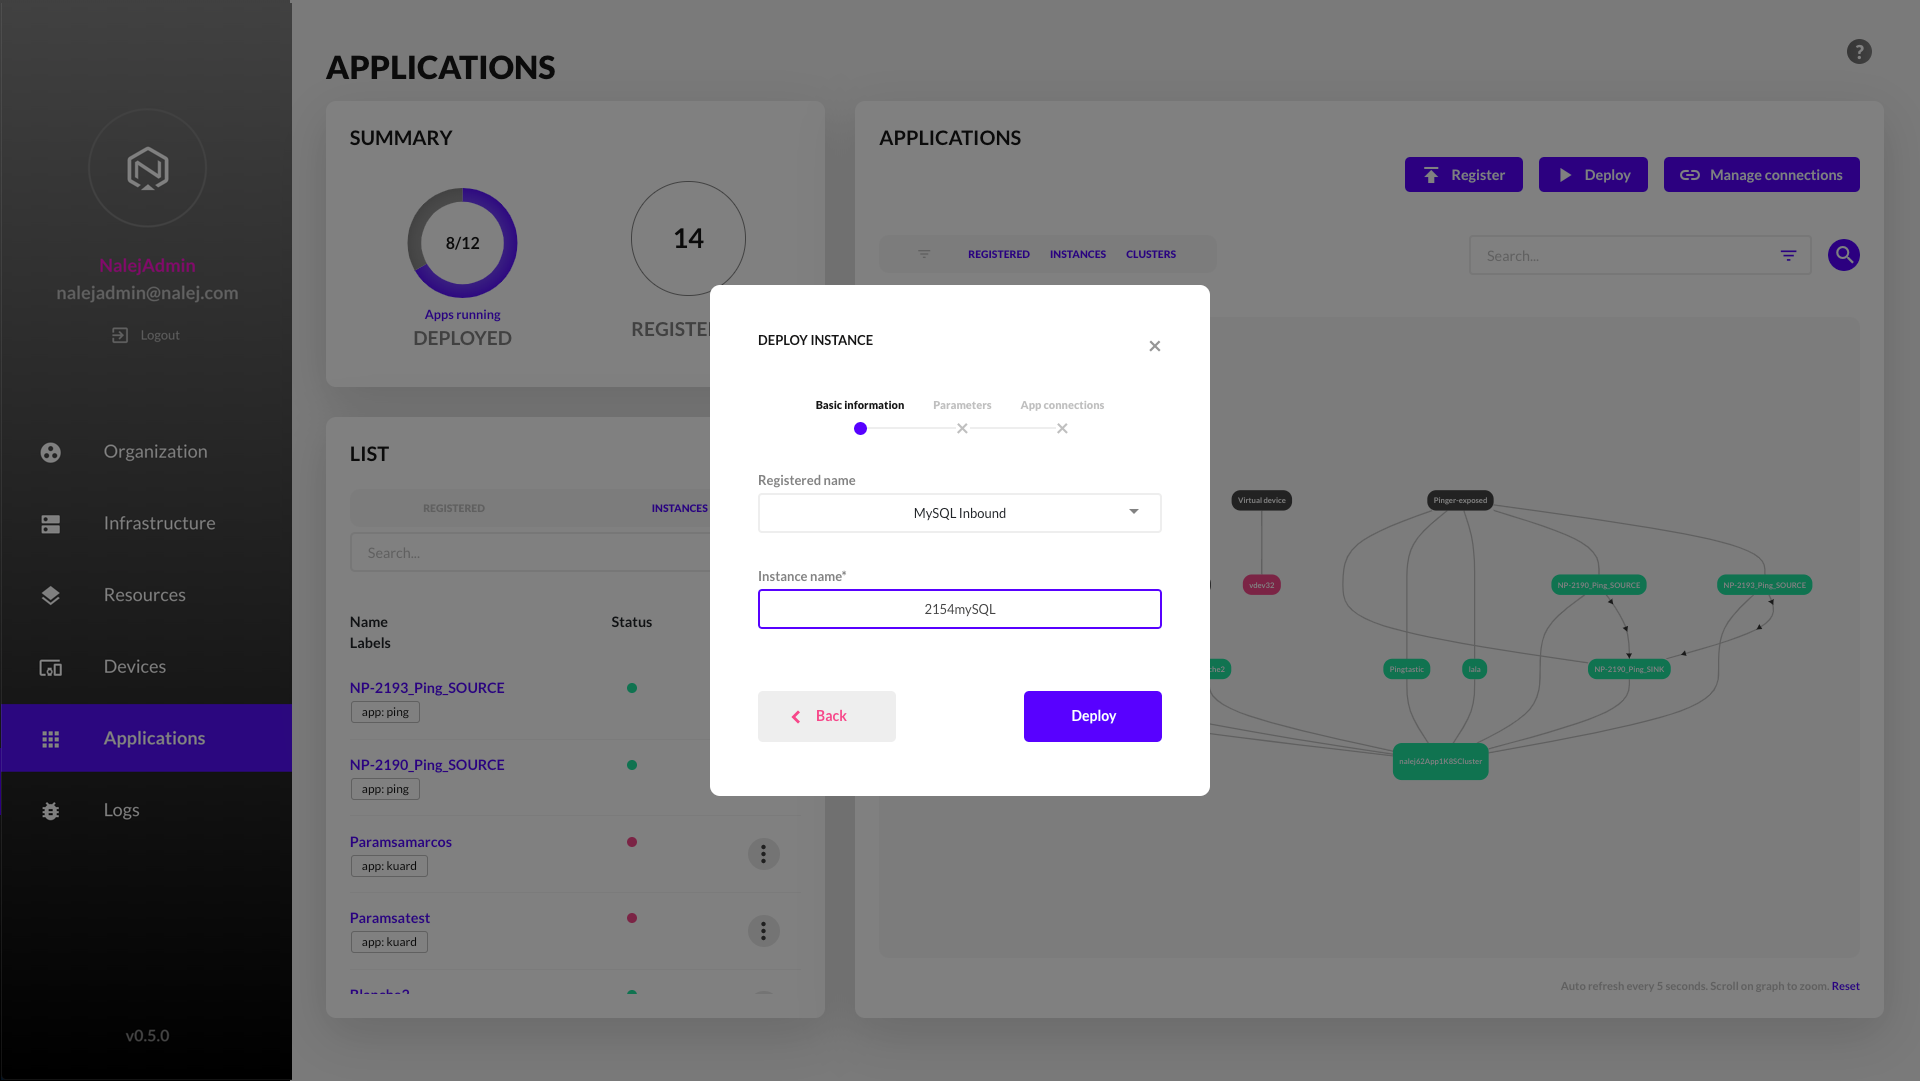 NalejAdmin
nalejadmin@nalej.com
Logout
Organization
Infrastructure
Resources
Devices
Applications
Logs
v0.5.0
APPLICATIONS
?
SUMMARY
8/12
Apps running
DEPLOYED
14
REGISTE
LIST
REGISTERED
INSTANCES
Search...
Name
Labels
Status
NP-2193_Ping_SOURCE
app: ping
NP-2190_Ping_SOURCE
app: ping
Paramsamarcos
app: kuard
Paramsatest
app: kuard
Blanche2
APPLICATIONS
Register
Deploy
Manage connections
REGISTERED INSTANCES CLUSTERS
Search...
Virtual device
Pinger-exposed
vdev32
NP-2190_Ping_SOURCE
NP-2193_Ping_SOURCE
che2
Pingtastic
lala
NP-2190_Ping_SINK
nalej62App1K8SCluster
Auto refresh every 5 seconds. Scroll on graph to zoom. Reset
DEPLOY INSTANCE
Basic information
Parameters
App connections
Registered name
MySQL Inbound
Instance name*
2154mySQL
Back
Deploy